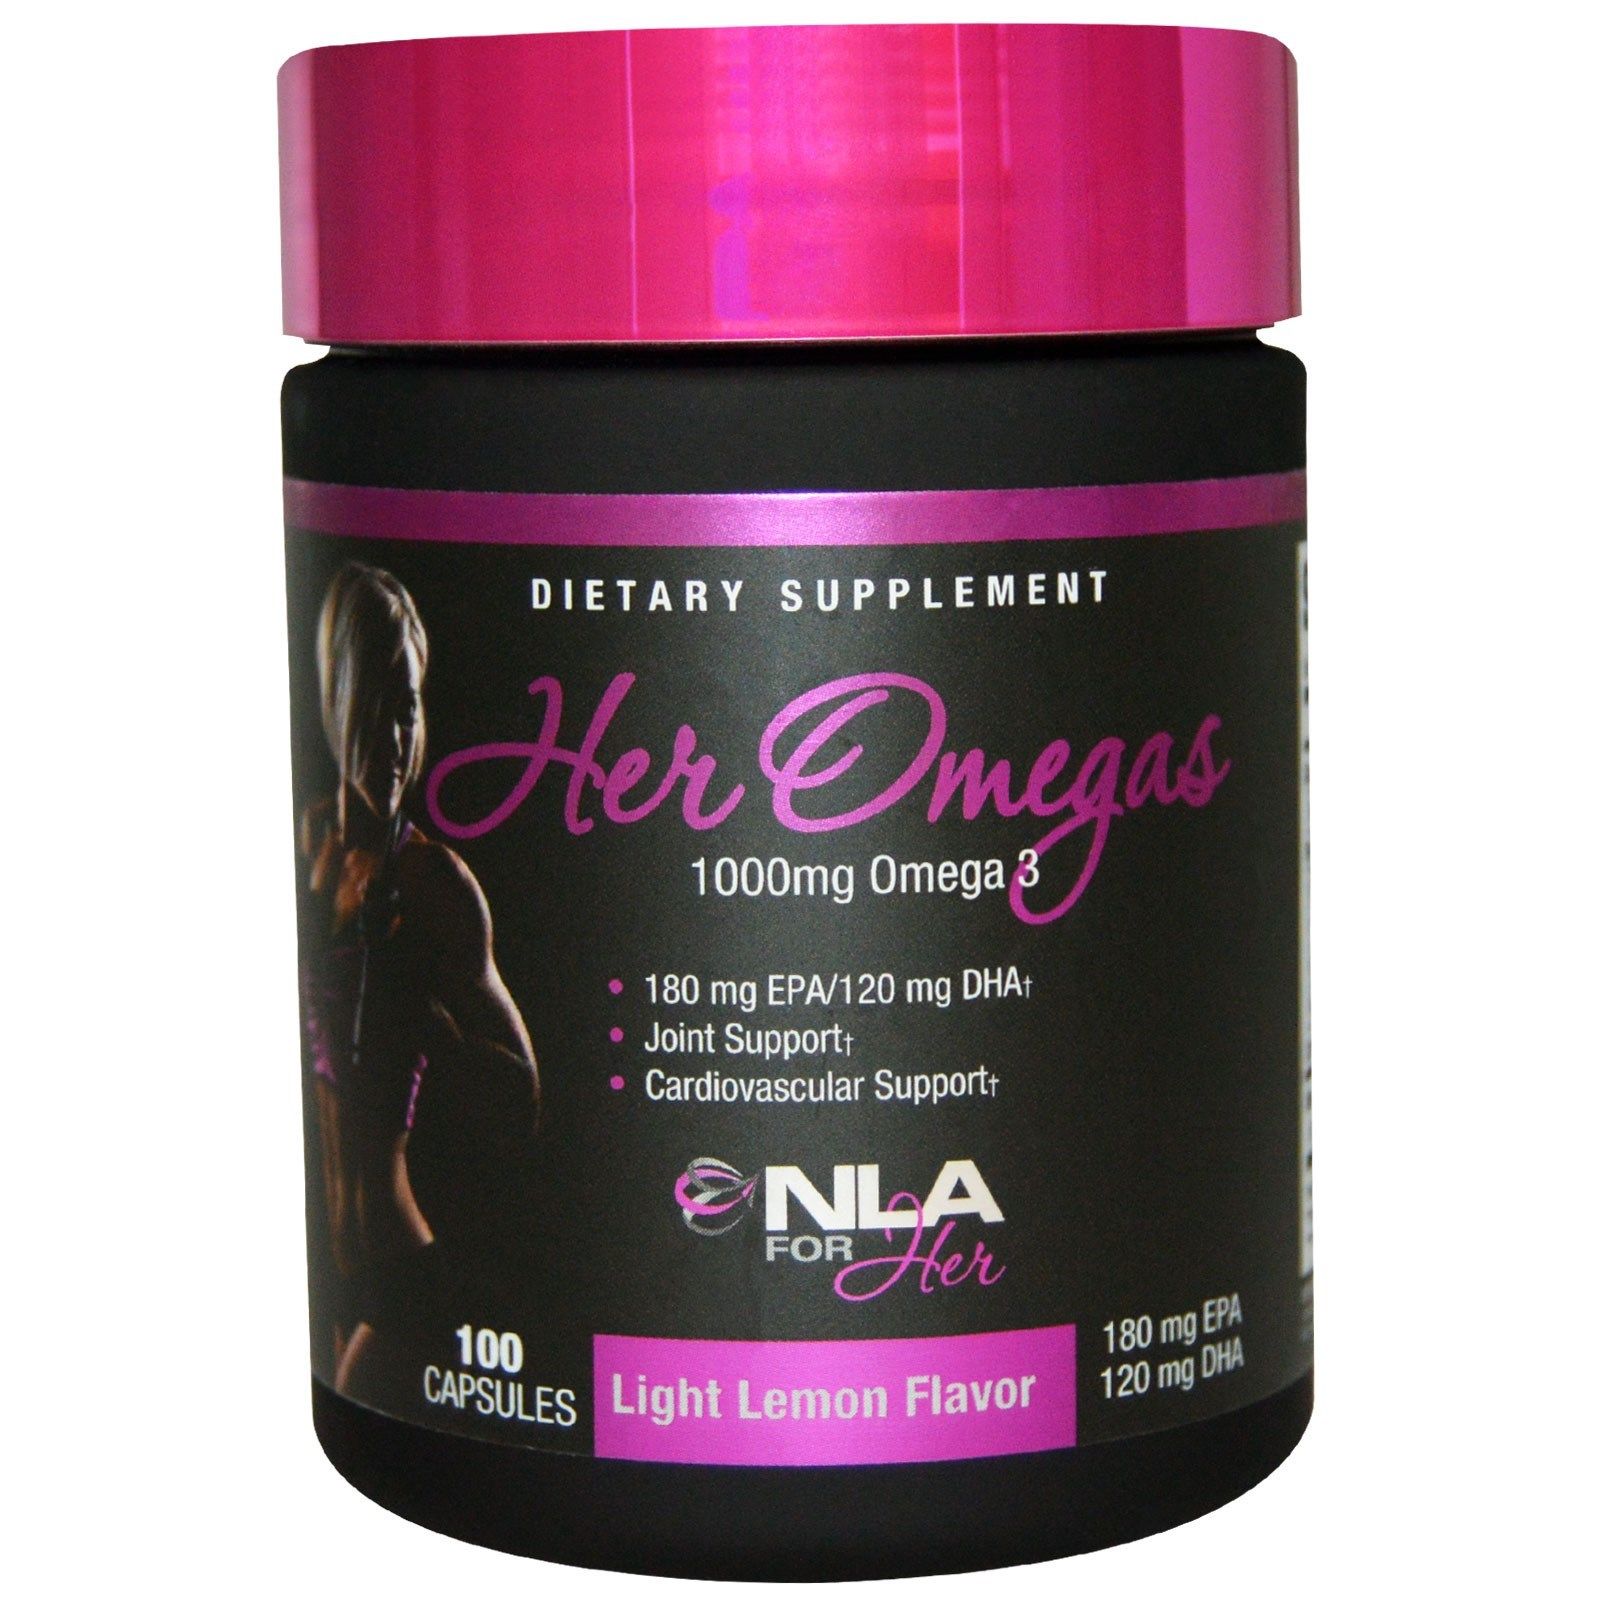 DIETARY SUPPLEMENT
Her Omegas
1000mg Omega 3
• 180 mg EPA/120 mg DHA†
• Joint Support†
• Cardiovascular Support†
NLA
FOR Her
100
CAPSULES
Light Lemon Flavor
180 mg EPA
120 mg DHA